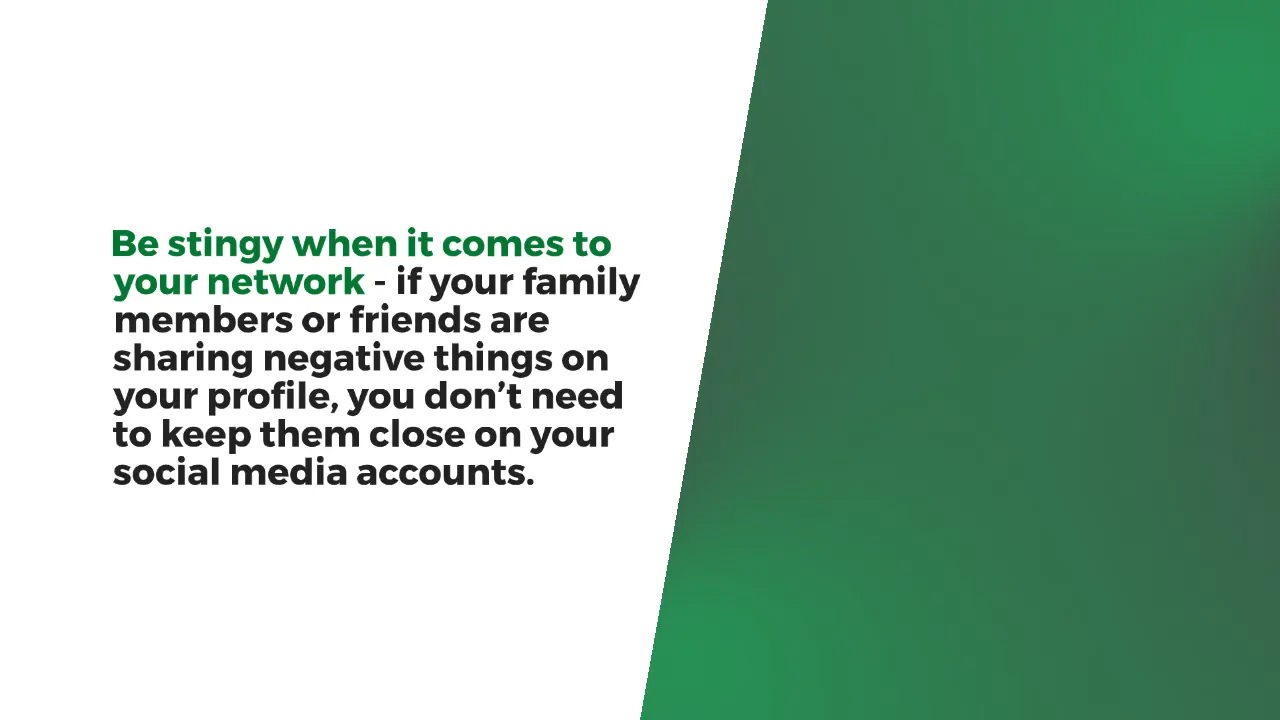 Be stingy when it comes to
your network - if your family
members or friends are
sharing negative things on
your profile, you don’t need
to keep them close on your
social media accounts.